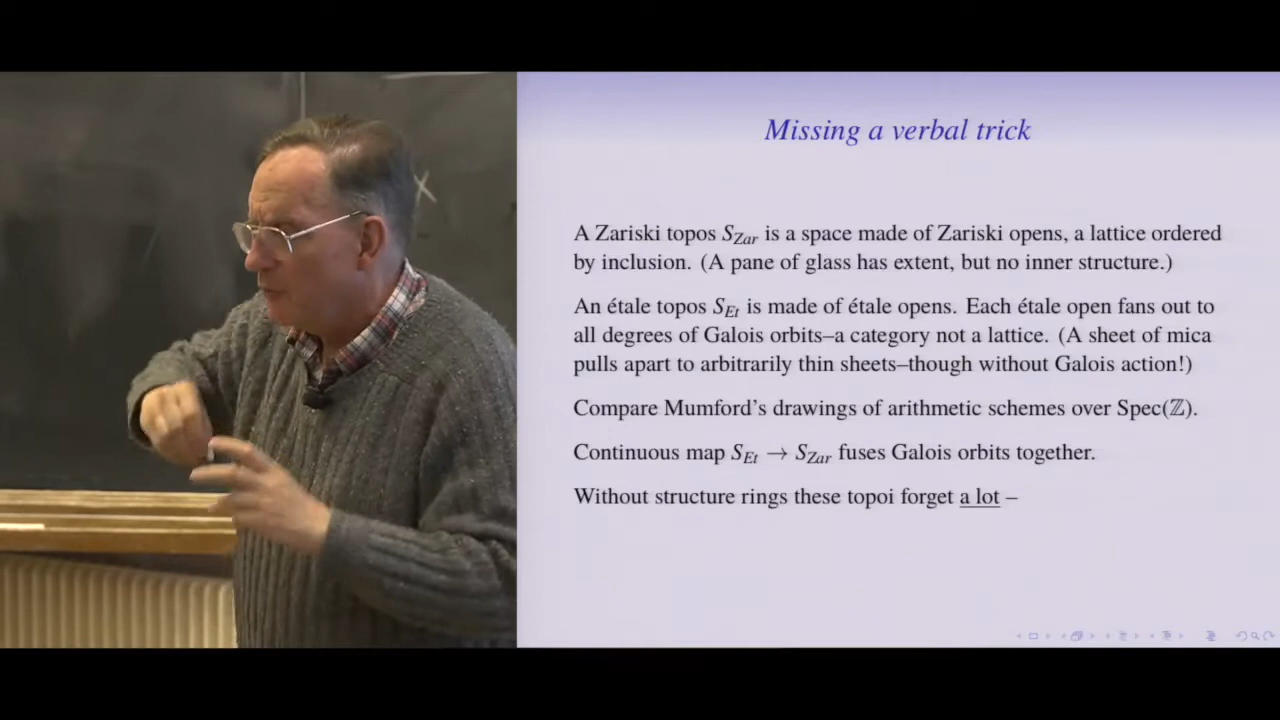 Missing a verbal trick
A Zariski topos S_Zar is a space made of Zariski opens, a lattice ordered
by inclusion. (A pane of glass has extent, but no inner structure.)
An étale topos S_Et is made of étale opens. Each étale open fans out to
all degrees of Galois orbits–a category not a lattice. (A sheet of mica
pulls apart to arbitrarily thin sheets–though without Galois action!)
Compare Mumford's drawings of arithmetic schemes over Spec(ℤ).
Continuous map S_Et → S_Zar fuses Galois orbits together.
Without structure rings these topoi forget a lot –